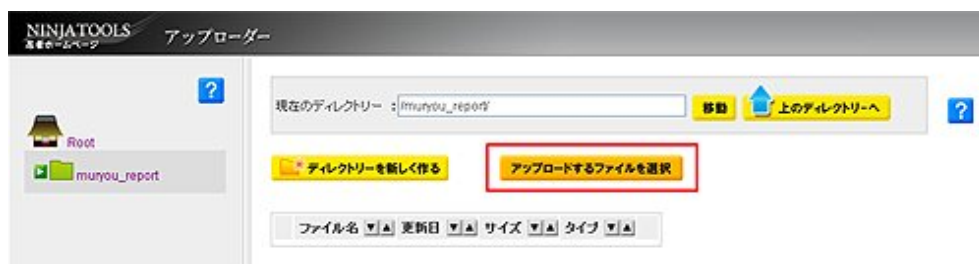 NINJATOOLS
忍者ホームページ
アップローダー
?
現在のディレクトリー : /muryou_report/
移動
上のディレクトリーへ
?
Root
muryou_report
ディレクトリーを新しく作る
アップロードするファイルを選択
ファイル名 ▼▲ 更新日 ▼▲ サイズ ▼▲ タイプ ▼▲